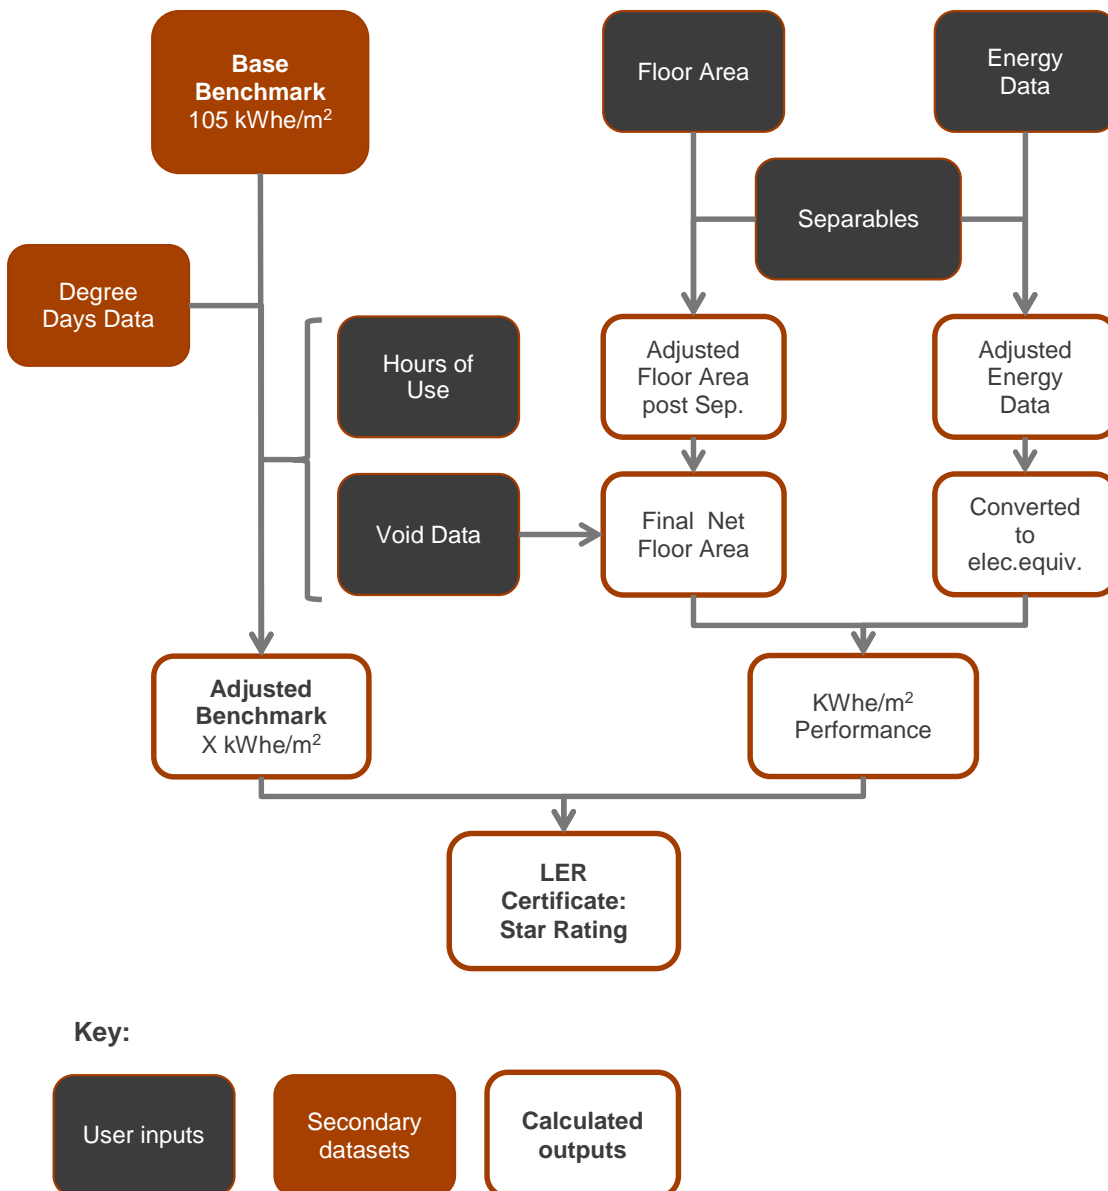 Base
Benchmark
105 kWhe/m²
Floor Area
Energy
Data
Separables
Degree
Days Data
Hours of
Use
Adjusted
Floor Area
post Sep.
Adjusted
Energy
Data
Void Data
Final Net
Floor Area
Converted
to
elec.equiv.
Adjusted
Benchmark
X kWhe/m²
KWhe/m²
Performance
LER
Certificate:
Star Rating
Key:
User inputs
Secondary
datasets
Calculated
outputs